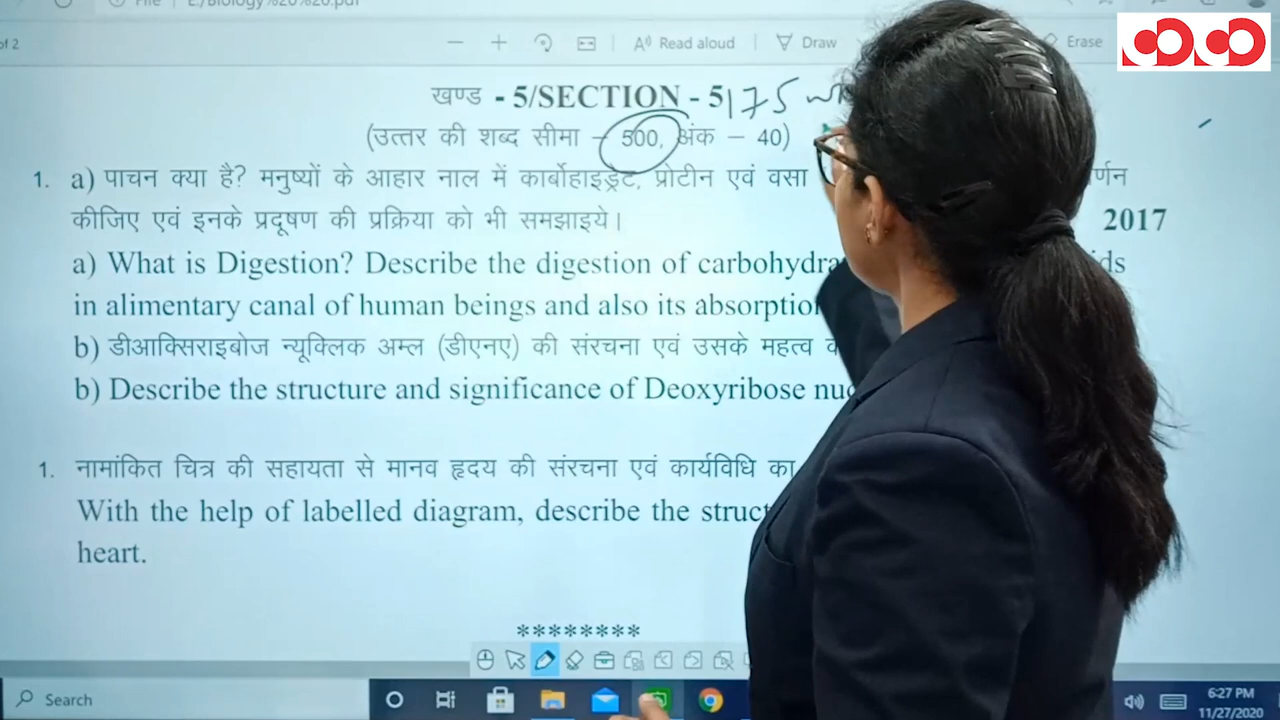 File | E:/Biology%20%20.pdf
of 2
Read aloud Draw Erase
खण्ड - 5/SECTION - 5 175
(उत्तर की शब्द सीमा - 500, अंक - 40)
1. a) पाचन क्या है? मनुष्यों के आहार नाल में कार्बोहाइड्रेट, प्रोटीन एवं वसा
कीजिए एवं इनके प्रदूषण की प्रक्रिया को भी समझाइये। 2017
a) What is Digestion? Describe the digestion of
in alimentary canal of human beings and also its
b) डीआक्सिराइबोज न्यूक्लिक अम्ल (डीएनए) की संरचना एवं उसके महत्व
b) Describe the structure and significance of Deoxyribose
1. नामांकित चित्र की सहायता से मानव हृदय की संरचना एवं कार्यविधि का
With the help of labelled diagram, describe the
heart.
********
Search
6:27 PM
11/27/2020